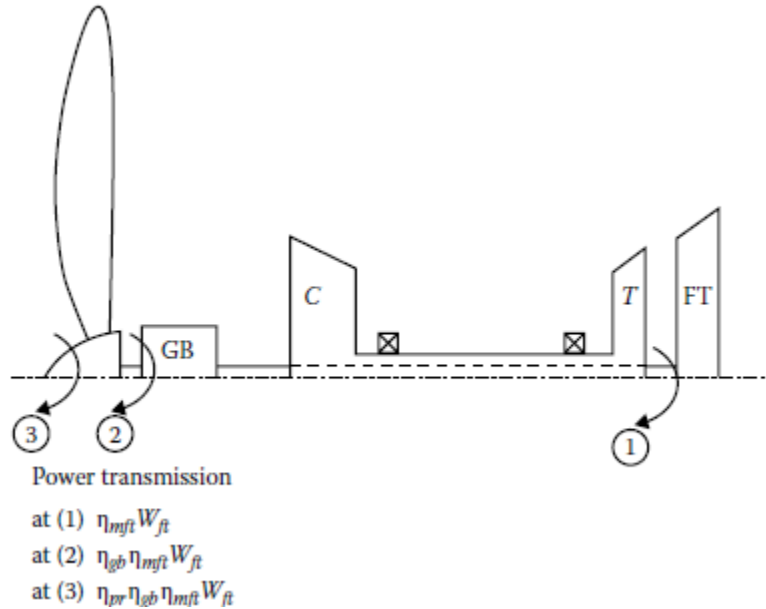 GB
C
T
FT
3
2
1
Power transmission
at (1) η_mft W_ft
at (2) η_gb η_mft W_ft
at (3) η_pr η_gb η_mft W_ft